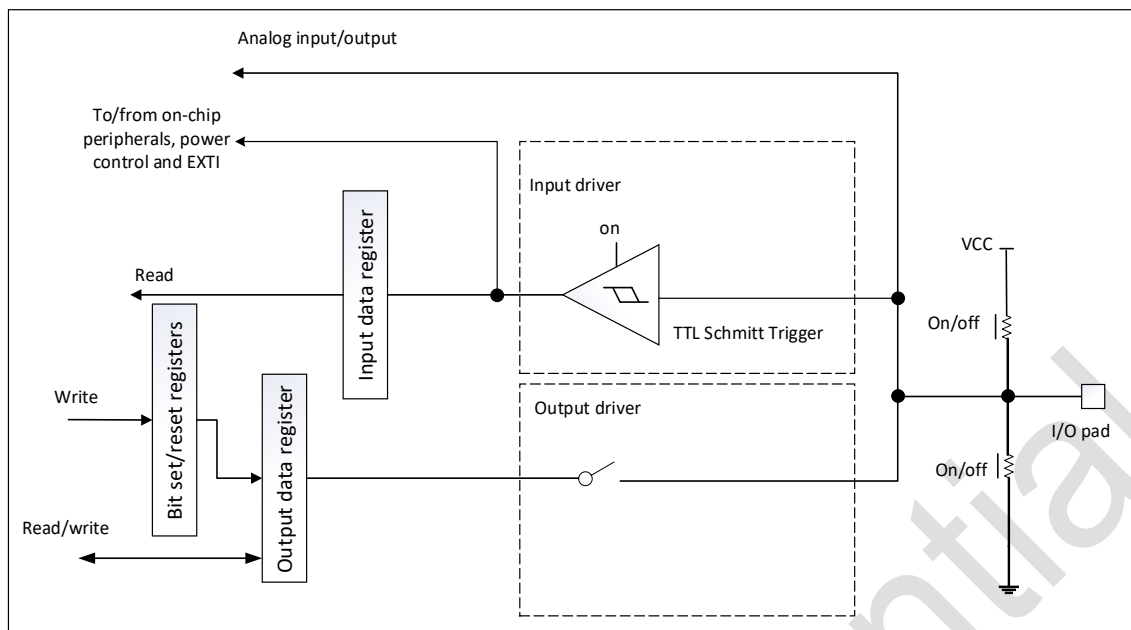 Analog input/output
To/from on-chip
peripherals, power
control and EXTI
Input driver
on
VCC
Read
Input data register
TTL Schmitt Trigger
On/off
Bit set/reset registers
Write
Output data register
Output driver
I/O pad
On/off
Read/write